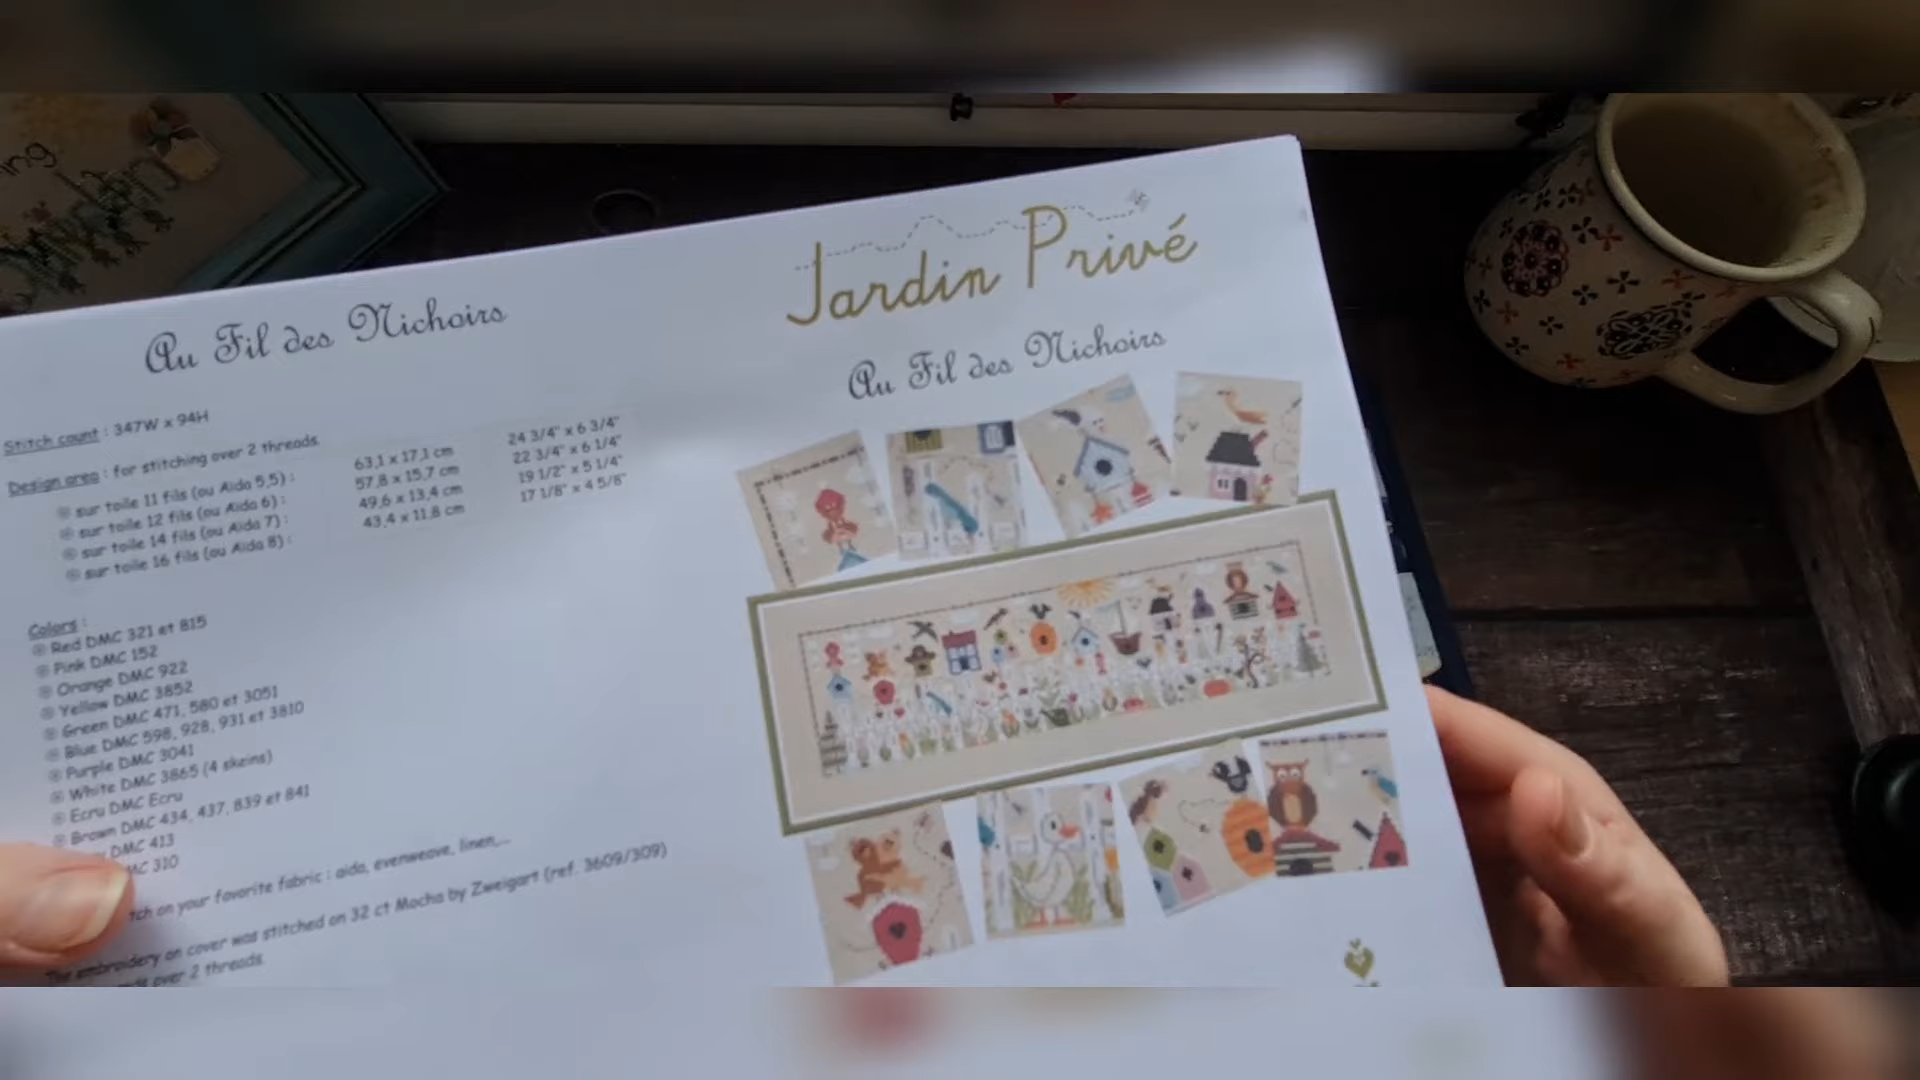 ing
Au Fil des Nichoirs
Stitch count : 347W x 94H
Design area : for stitching over 2 threads.
sur toile 11 fils (ou Aida 5,5) : 63,1 x 17,1 cm 24 3/4" x 6 3/4"
sur toile 12 fils (ou Aida 6) : 57,8 x 15,7 cm 22 3/4" x 6 1/4"
sur toile 14 fils (ou Aida 7) : 49,6 x 13,4 cm 19 1/2" x 5 1/4"
sur toile 16 fils (ou Aida 8) : 43,4 x 11,8 cm 17 1/8" x 4 5/8"
Colors :
Red DMC 321 et 815
Pink DMC 152
Orange DMC 922
Yellow DMC 3852
Green DMC 471, 580 et 3051
Blue DMC 598, 928, 931 et 3810
Purple DMC 3041
White DMC 3865 (4 skeins)
Ecru DMC Ecru
Brown DMC 434, 437, 839 et 841
DMC 413
MC 310
tch on your favorite fabric : aida, evenweave, linen,...
The embroidery on cover was stitched on 32 ct Mocha by Zweigart (ref. 3609/309)
over 2 threads
Jardin Privé
Au Fil des Nichoirs